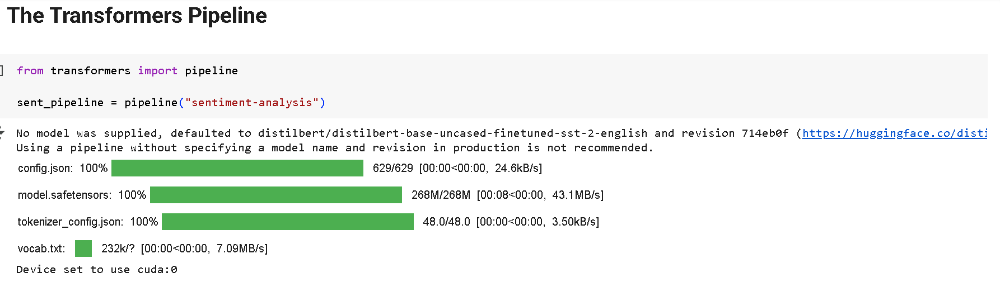 The Transformers Pipeline
from transformers import pipeline
sent_pipeline = pipeline("sentiment-analysis")
No model was supplied, defaulted to distilbert/distilbert-base-uncased-finetuned-sst-2-english and revision 714eb0f (https://huggingface.co/disti
Using a pipeline without specifying a model name and revision in production is not recommended.
config.json: 100% 629/629 [00:00<00:00, 24.6kB/s]
model.safetensors: 100% 268M/268M [00:08<00:00, 43.1MB/s]
tokenizer_config.json: 100% 48.0/48.0 [00:00<00:00, 3.50kB/s]
vocab.txt: 232k/? [00:00<00:00, 7.09MB/s]
Device set to use cuda:0